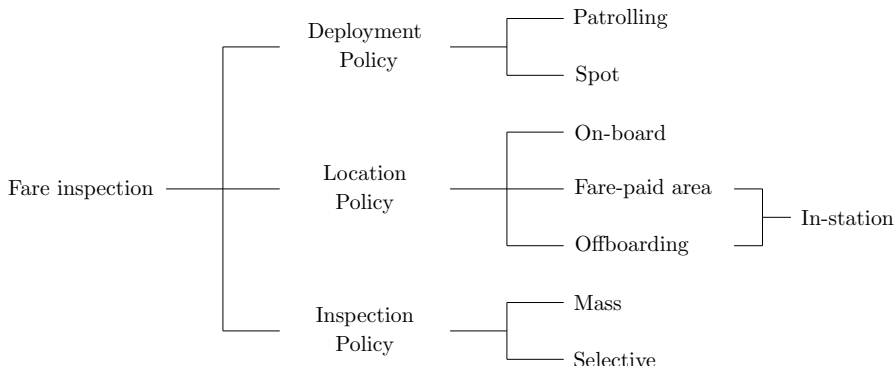 Fare inspection
Deployment
Policy
Patrolling
Spot
Location
Policy
On-board
Fare-paid area
Offboarding
In-station
Inspection
Policy
Mass
Selective